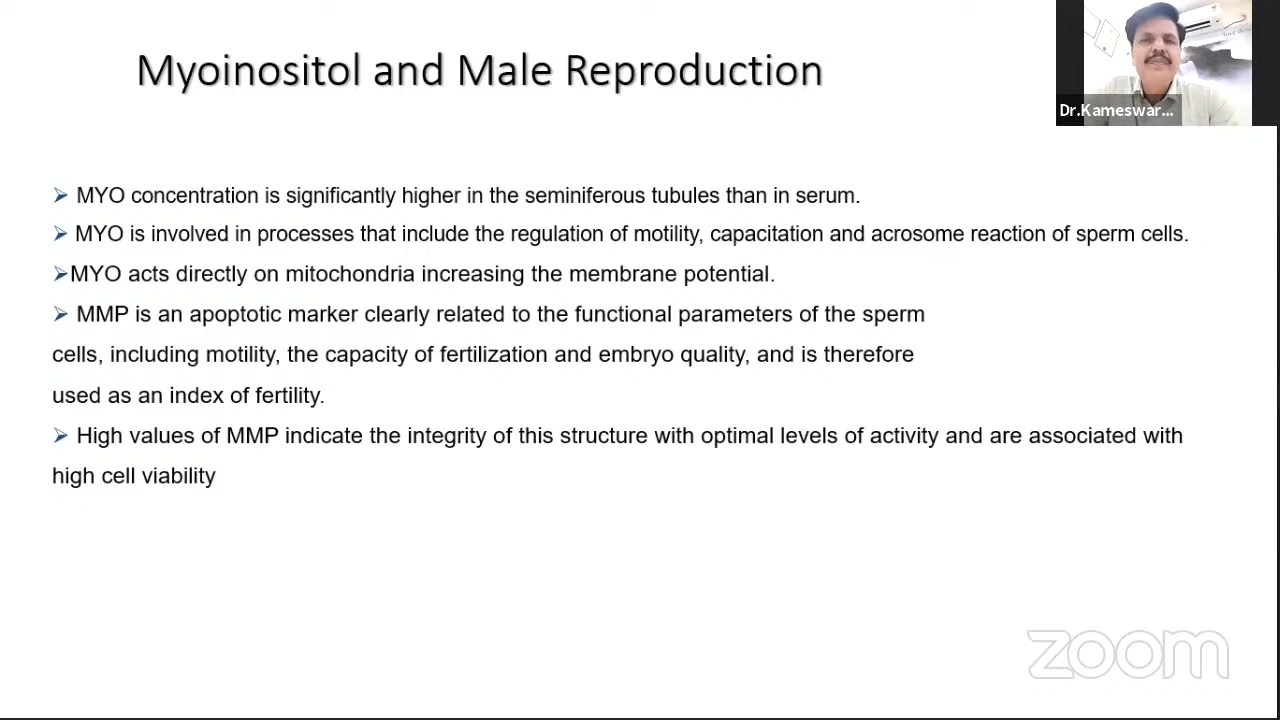 Myoinositol and Male Reproduction
Dr.Kameswar...
➢ MYO concentration is significantly higher in the seminiferous tubules than in serum.
➢ MYO is involved in processes that include the regulation of motility, capacitation and acrosome reaction of sperm cells.
➢MYO acts directly on mitochondria increasing the membrane potential.
➢ MMP is an apoptotic marker clearly related to the functional parameters of the sperm
cells, including motility, the capacity of fertilization and embryo quality, and is therefore
used as an index of fertility.
➢ High values of MMP indicate the integrity of this structure with optimal levels of activity and are associated with
high cell viability
zoom